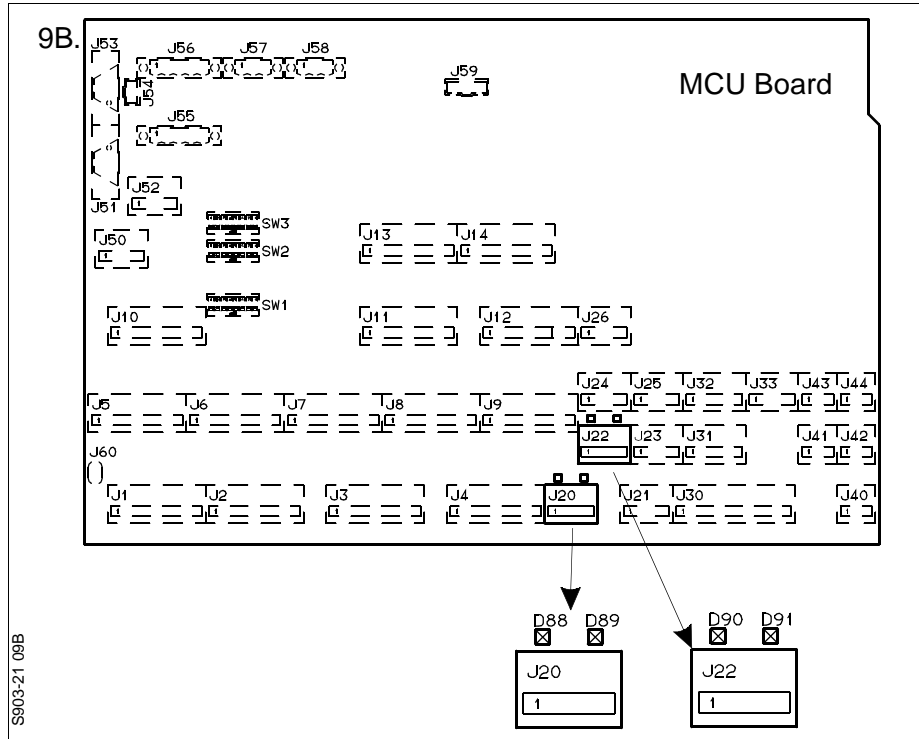 9B.
MCU Board
J53
J56
J57
J58
J59
J54
J55
J52
J51
J50
SW3
SW2
SW1
J13
J14
J10
J11
J12
J26
J24
J25
J32
J33
J43
J44
J5
J6
J7
J8
J9
J22
1
J23
J31
J41
J42
J60
J1
J2
J3
J4
J20
1
J21
J30
J40
D88 D89
J20
1
D90 D91
J22
1
S903-21 09B